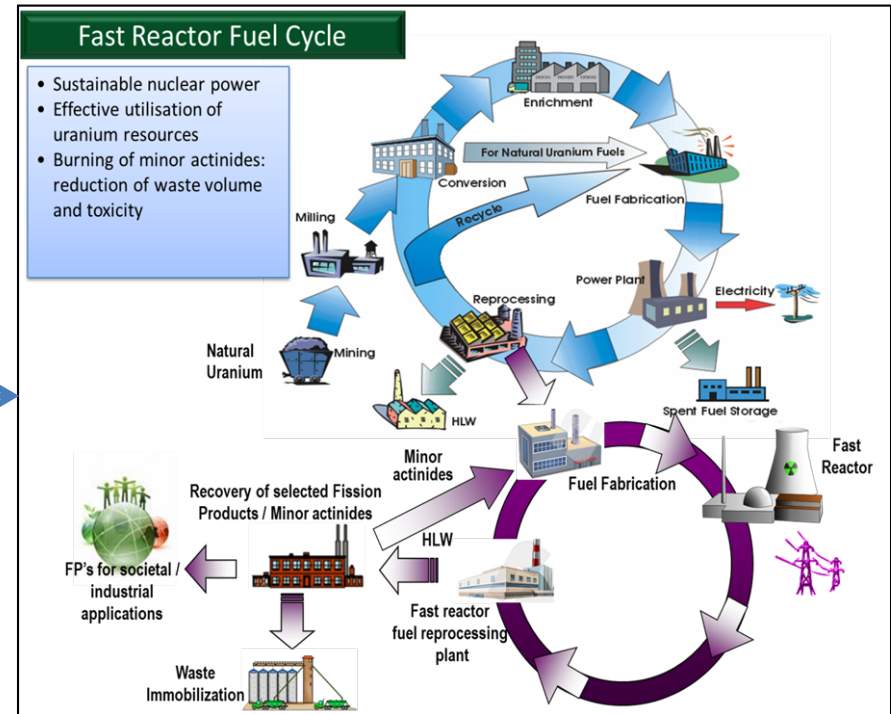 Fast Reactor Fuel Cycle
• Sustainable nuclear power
• Effective utilisation of
uranium resources
• Burning of minor actinides:
reduction of waste volume
and toxicity
Enrichment
For Natural Uranium Fuels
Conversion
Fuel Fabrication
Milling
Recycle
Power Plant
Electricity
Reprocessing
Natural
Uranium
Mining
Spent Fuel Storage
HLW
Minor
actinides
Fuel Fabrication
Fast
Reactor
Recovery of selected Fission
Products / Minor actinides
HLW
FP's for societal /
industrial
applications
Fast reactor
fuel reprocessing
plant
Waste
Immobilization